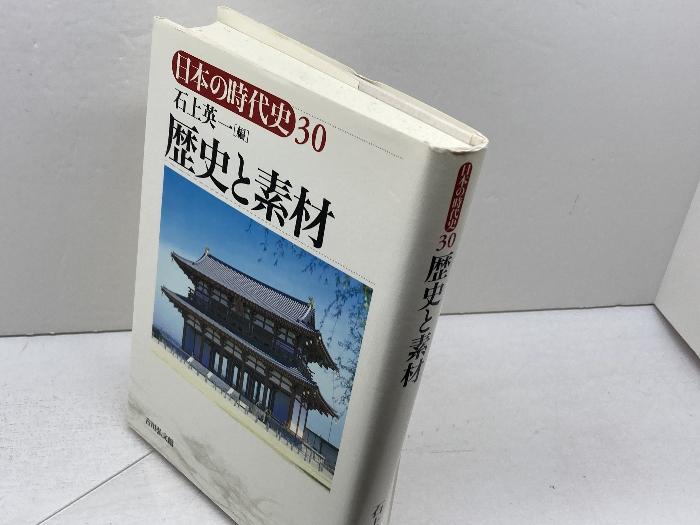 日本の時代史30
石上英一[編]
歴史と素材
吉川弘文館
日本の時代史
30
歴史と素材
石